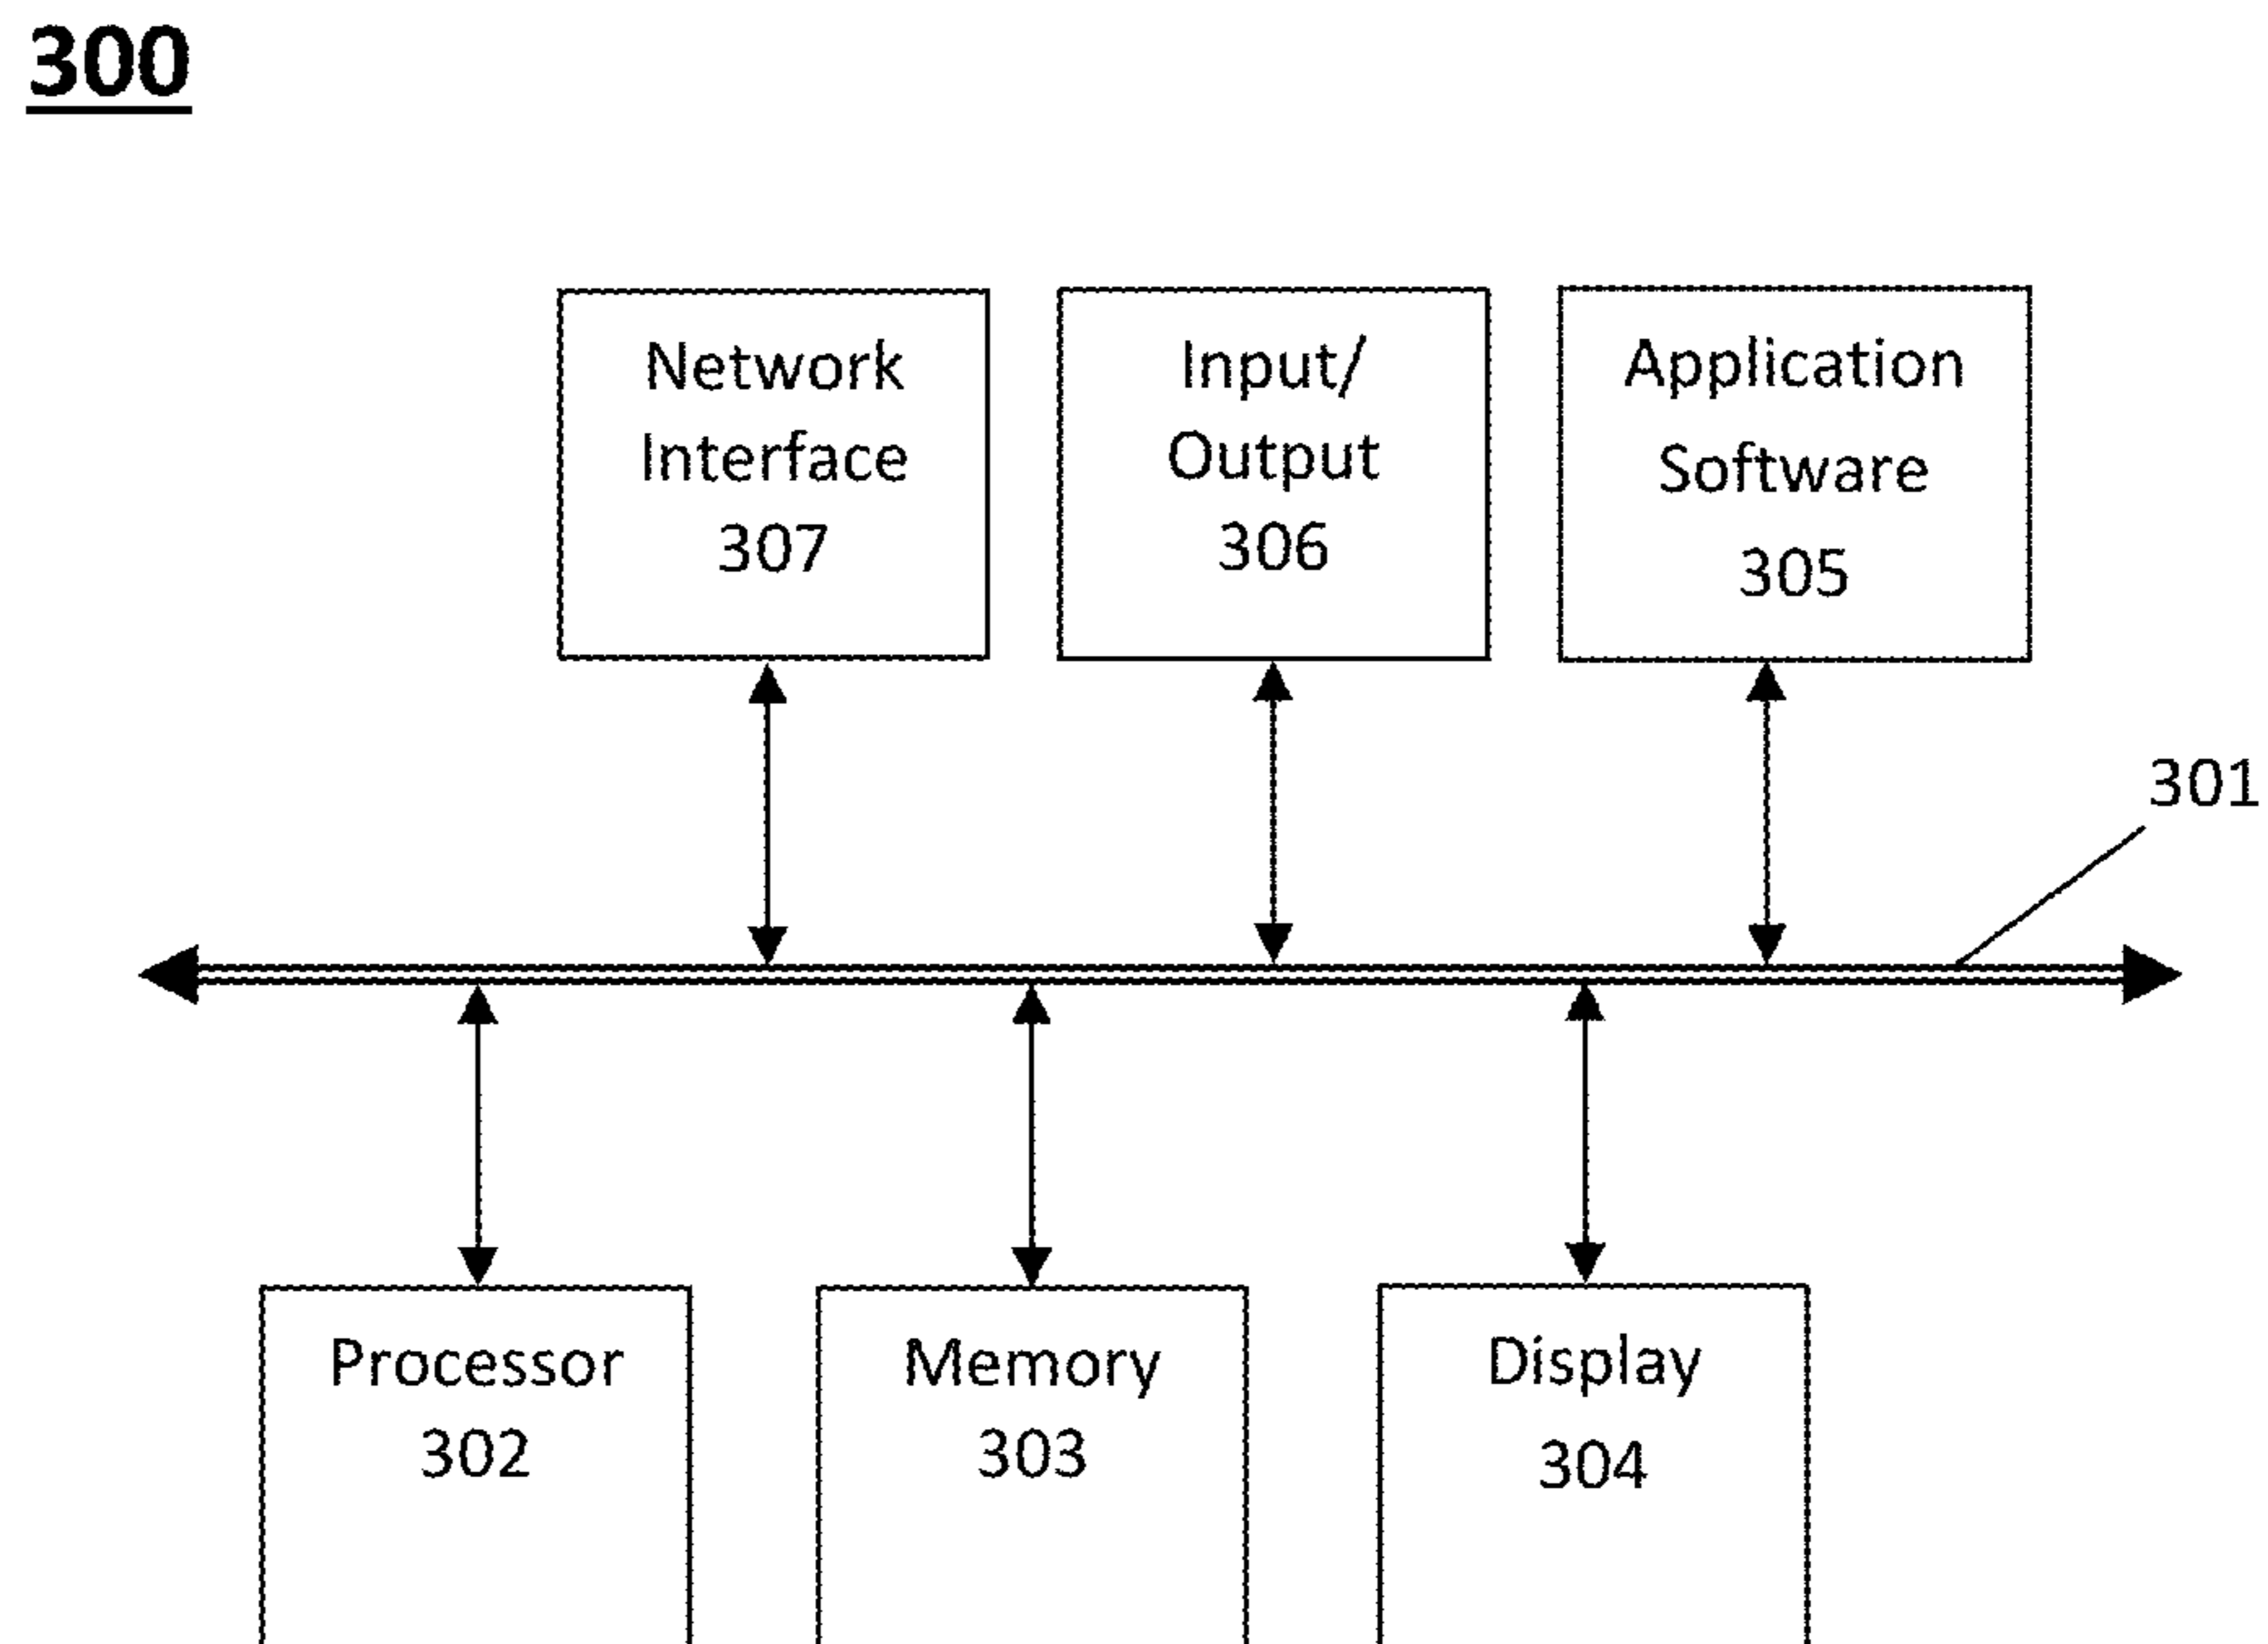 300
Network
Interface
307
Input/
Output
306
Application
Software
305
301
Processor
302
Memory
303
Display
304